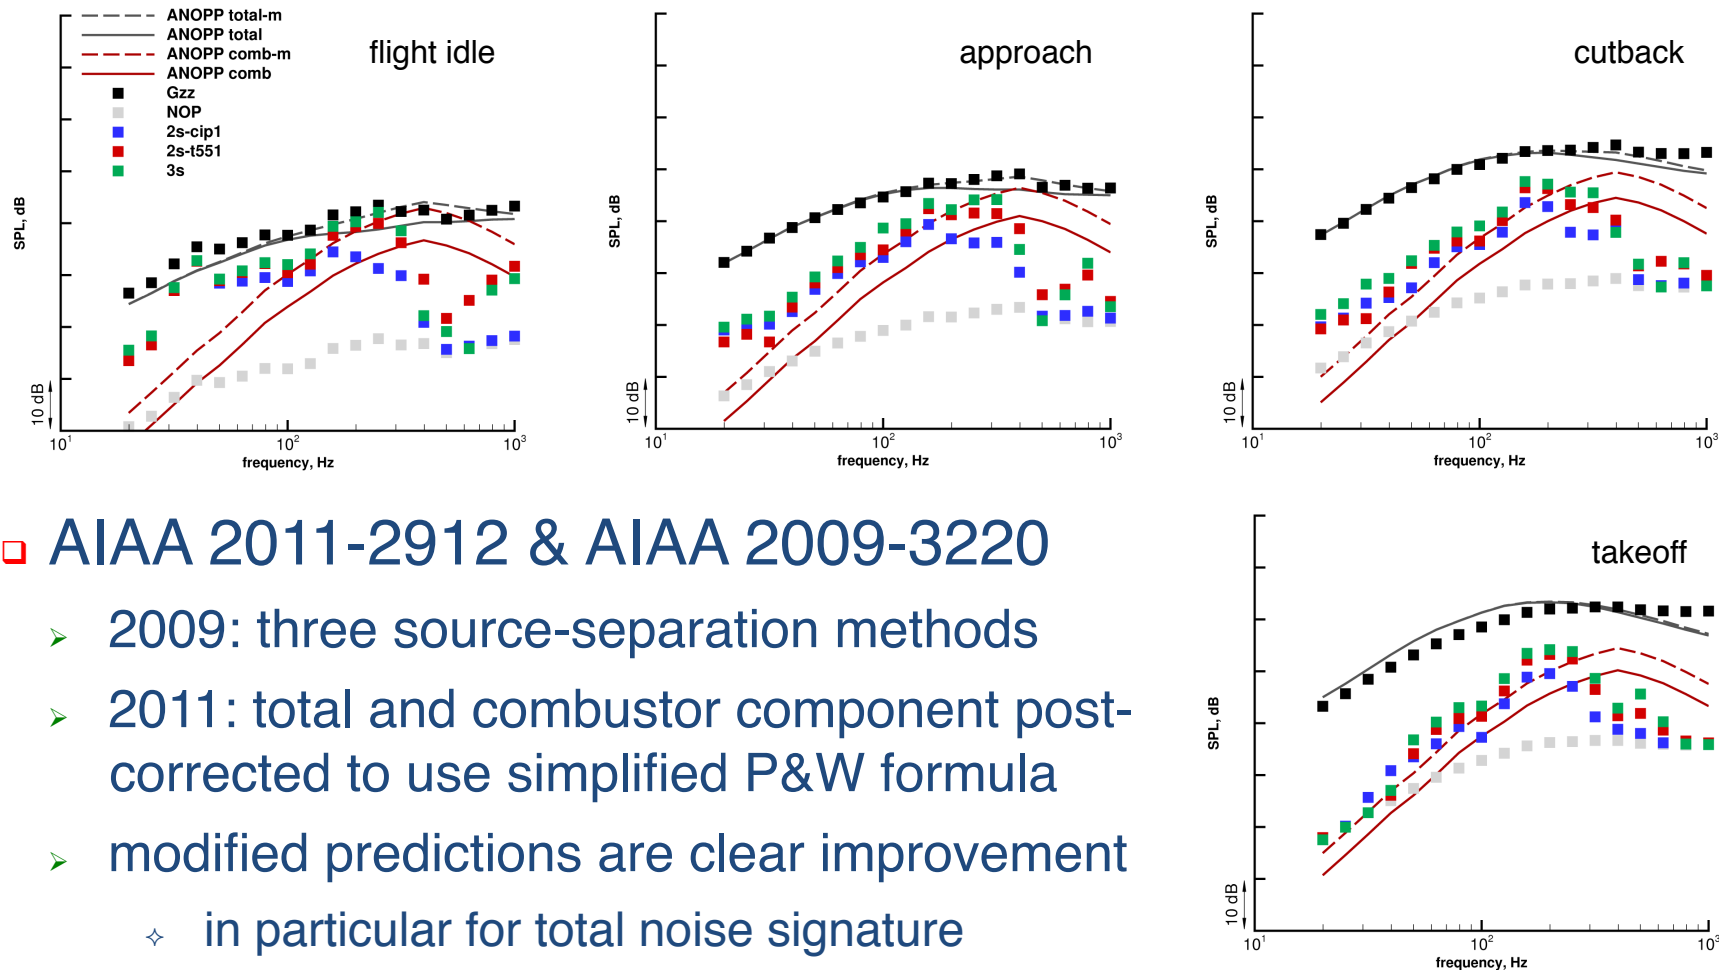 ANOPP total-m
ANOPP total
ANOPP comb-m
ANOPP comb
Gzz
NOP
2s-cip1
2s-t551
3s
flight idle
SPL, dB
10 dB
10¹
10²
10³
frequency, Hz
approach
SPL, dB
10 dB
10¹
10²
10³
frequency, Hz
cutback
SPL, dB
10 dB
10¹
10²
10³
frequency, Hz
AIAA 2011-2912 & AIAA 2009-3220
2009: three source-separation methods
2011: total and combustor component post-
corrected to use simplified P&W formula
modified predictions are clear improvement
in particular for total noise signature
takeoff
SPL, dB
10 dB
10¹
10²
10³
frequency, Hz